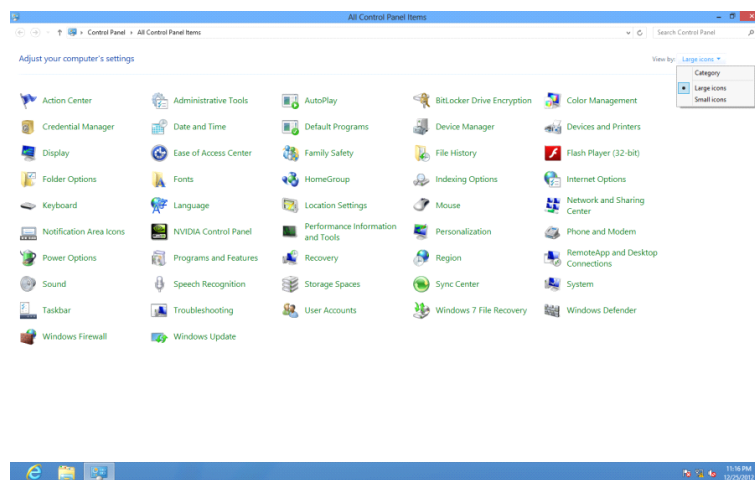 All Control Panel Items
Control Panel All Control Panel Items
Search Control Panel
Adjust your computer's settings
View by: Large icons
Category
Large icons
Small icons
Action Center
Administrative Tools
AutoPlay
BitLocker Drive Encryption
Color Management
Credential Manager
Date and Time
Default Programs
Device Manager
Devices and Printers
Display
Ease of Access Center
Family Safety
File History
Flash Player (32-bit)
Folder Options
Fonts
HomeGroup
Indexing Options
Internet Options
Keyboard
Language
Location Settings
Mouse
Network and Sharing
Center
Notification Area Icons
NVIDIA Control Panel
Performance Information
and Tools
Personalization
Phone and Modem
Power Options
Programs and Features
Recovery
Region
RemoteApp and Desktop
Connections
Sound
Speech Recognition
Storage Spaces
Sync Center
System
Taskbar
Troubleshooting
User Accounts
Windows 7 File Recovery
Windows Defender
Windows Firewall
Windows Update
11:16 PM
12/25/2012